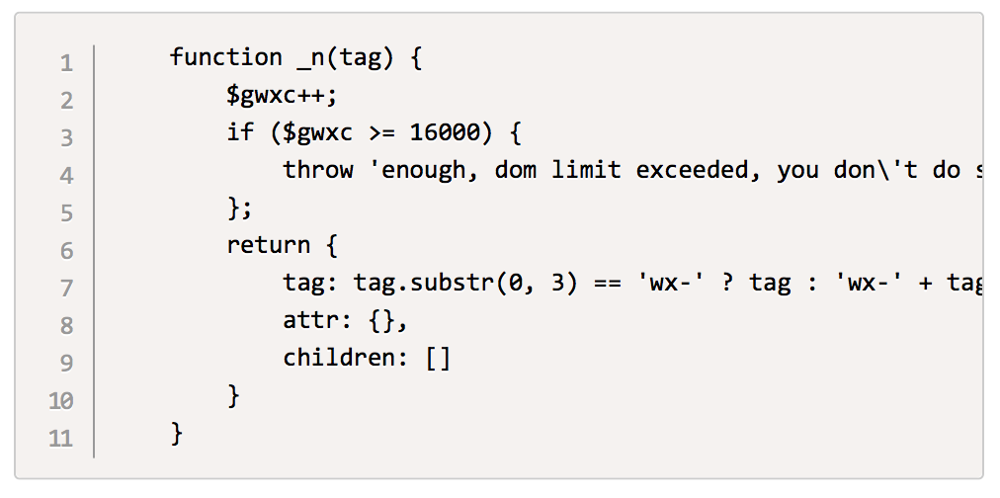 1 function _n(tag) {
2 $gwxc++;
3 if ($gwxc >= 16000) {
4 throw 'enough, dom limit exceeded, you don\'t do
5 };
6 return {
7 tag: tag.substr(0, 3) == 'wx-' ? tag : 'wx-' + tag
8 attr: {},
9 children: []
10 }
11 }